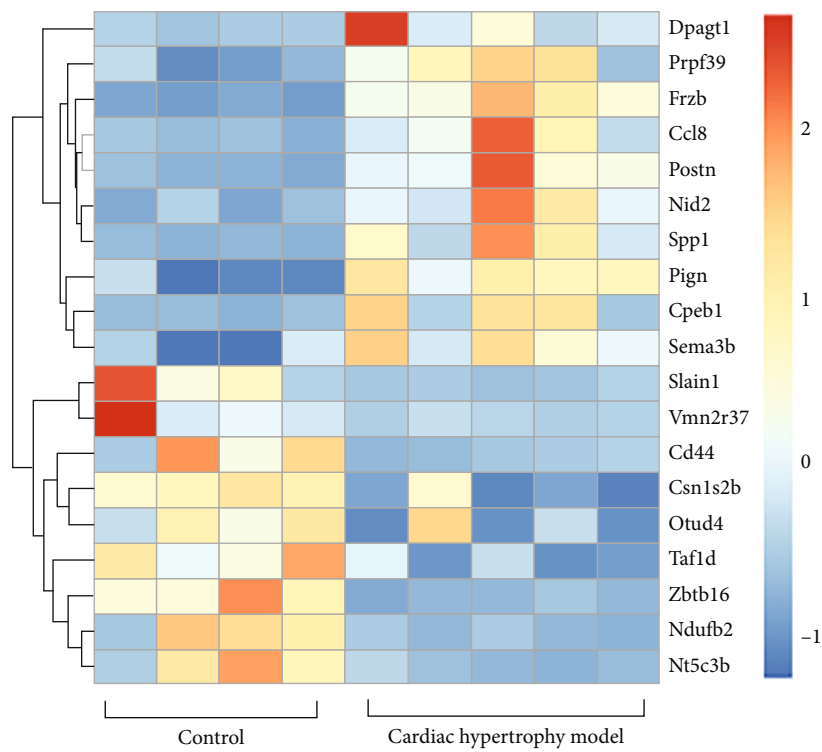 Dpagt1
Prpf39
Frzb
Ccl8
Postn
Nid2
Spp1
Pign
Cpeb1
Sema3b
Slain1
Vmn2r37
Cd44
Csn1s2b
Otud4
Taf1d
Zbtb16
Ndufb2
Nt5c3b
2
1
0
–1
Control
Cardiac hypertrophy model